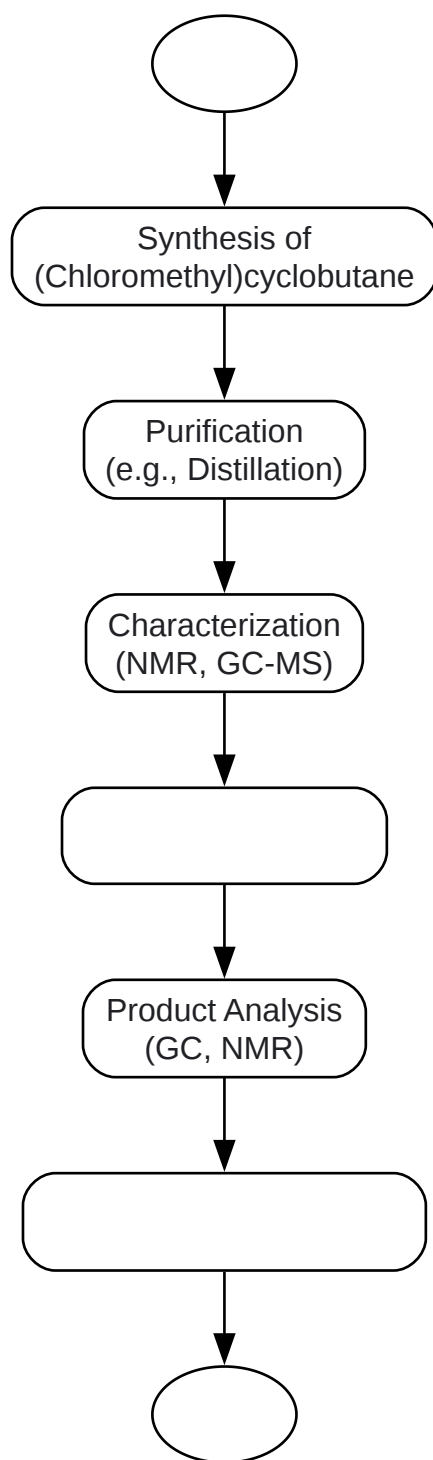 Synthesis of
(Chloromethyl)cyclobutane
Purification
(e.g., Distillation)
Characterization
(NMR, GC-MS)
Product Analysis
(GC, NMR)